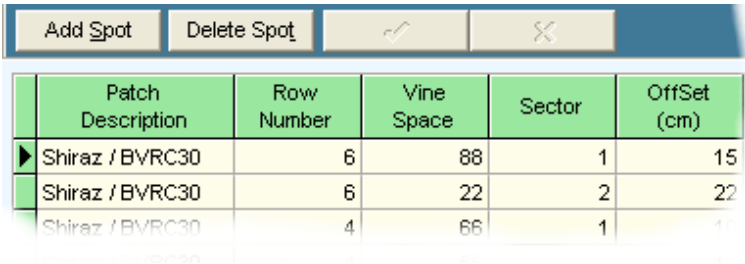 Add Spot Delete Spot
Patch Description Row Number Vine Space Sector OffSet (cm)
Shiraz / BVRC30 6 88 1 15
Shiraz / BVRC30 6 22 2 22
Shiraz / BVRC30 4 66 1